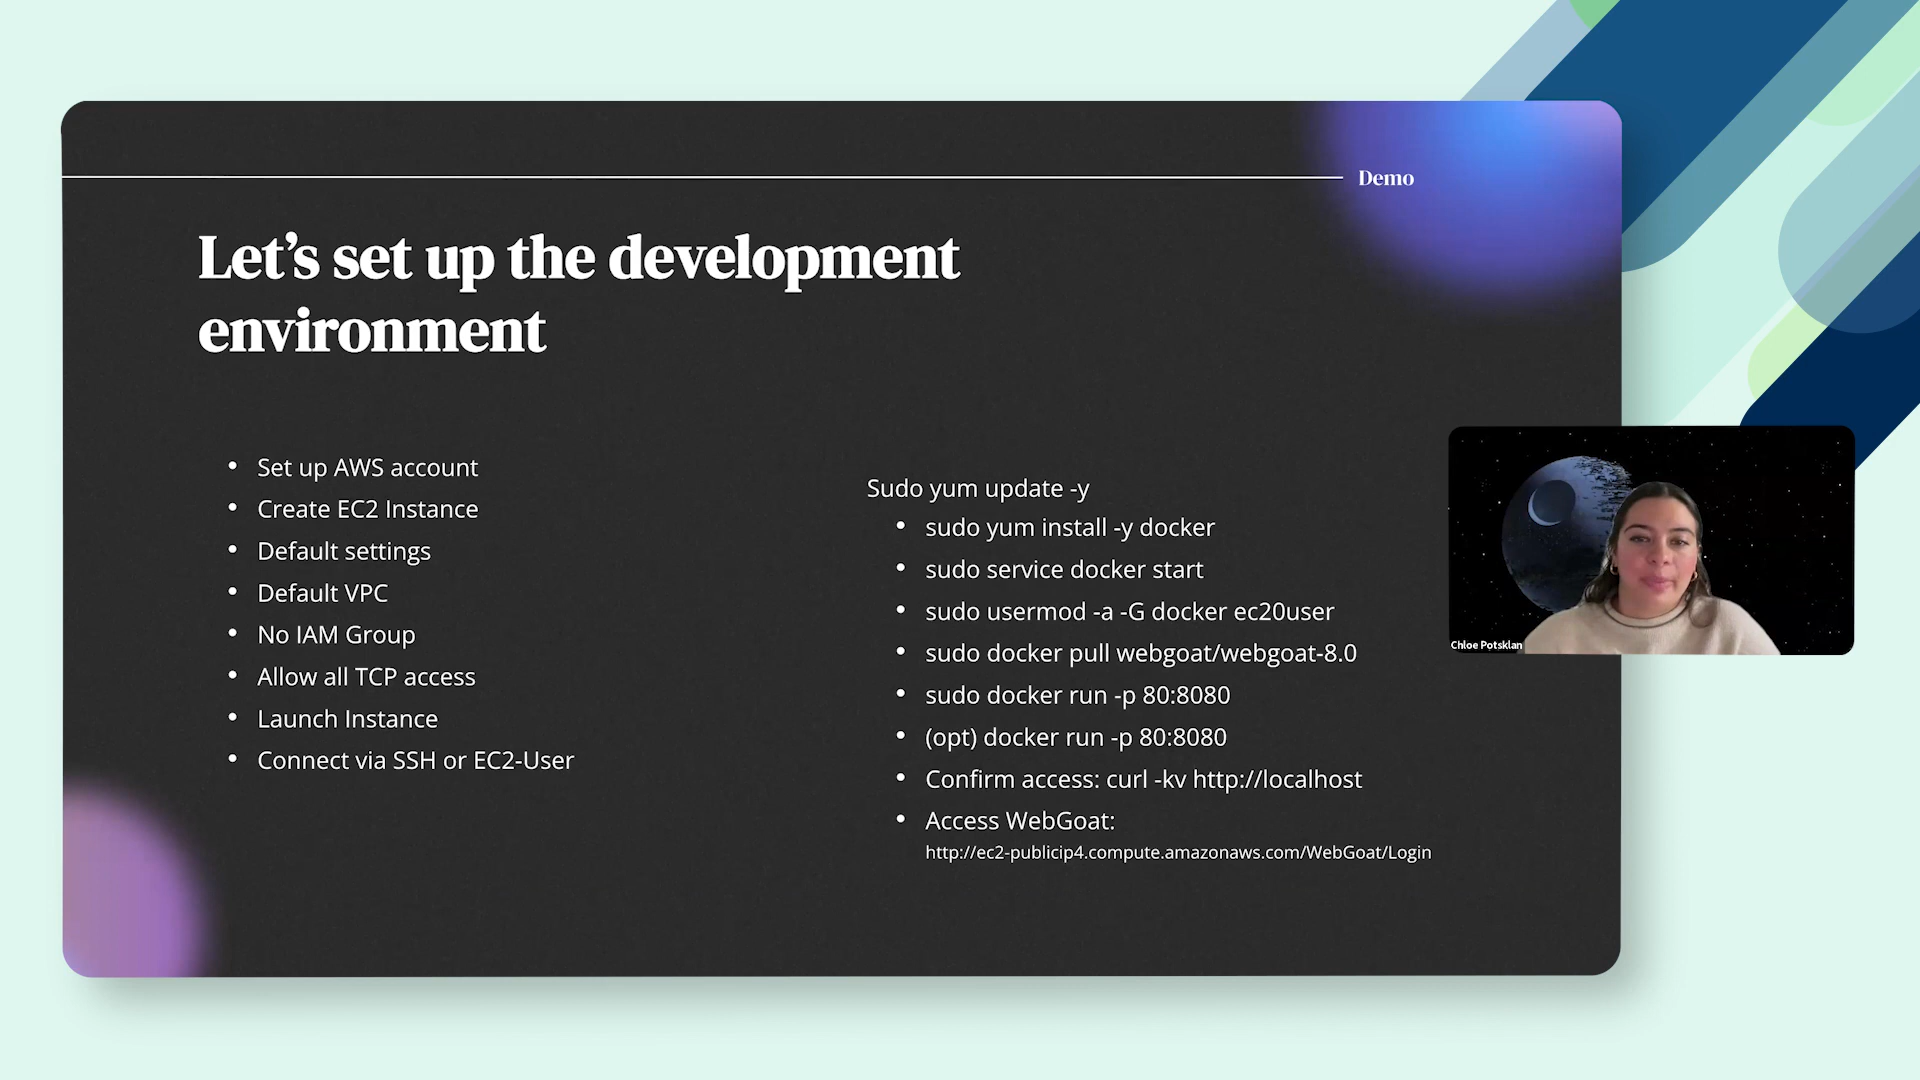 Demo
Let's set up the development
environment
• Set up AWS account
• Create EC2 Instance
• Default settings
• Default VPC
• No IAM Group
• Allow all TCP access
• Launch Instance
• Connect via SSH or EC2-User
Sudo yum update -y
• sudo yum install -y docker
• sudo service docker start
• sudo usermod -a -G docker ec20user
• sudo docker pull webgoat/webgoat-8.0
• sudo docker run -p 80:8080
• (opt) docker run -p 80:8080
• Confirm access: curl -kv http://localhost
• Access WebGoat:
http://ec2-publicip4.compute.amazonaws.com/WebGoat/Login
Chloe Potsklan